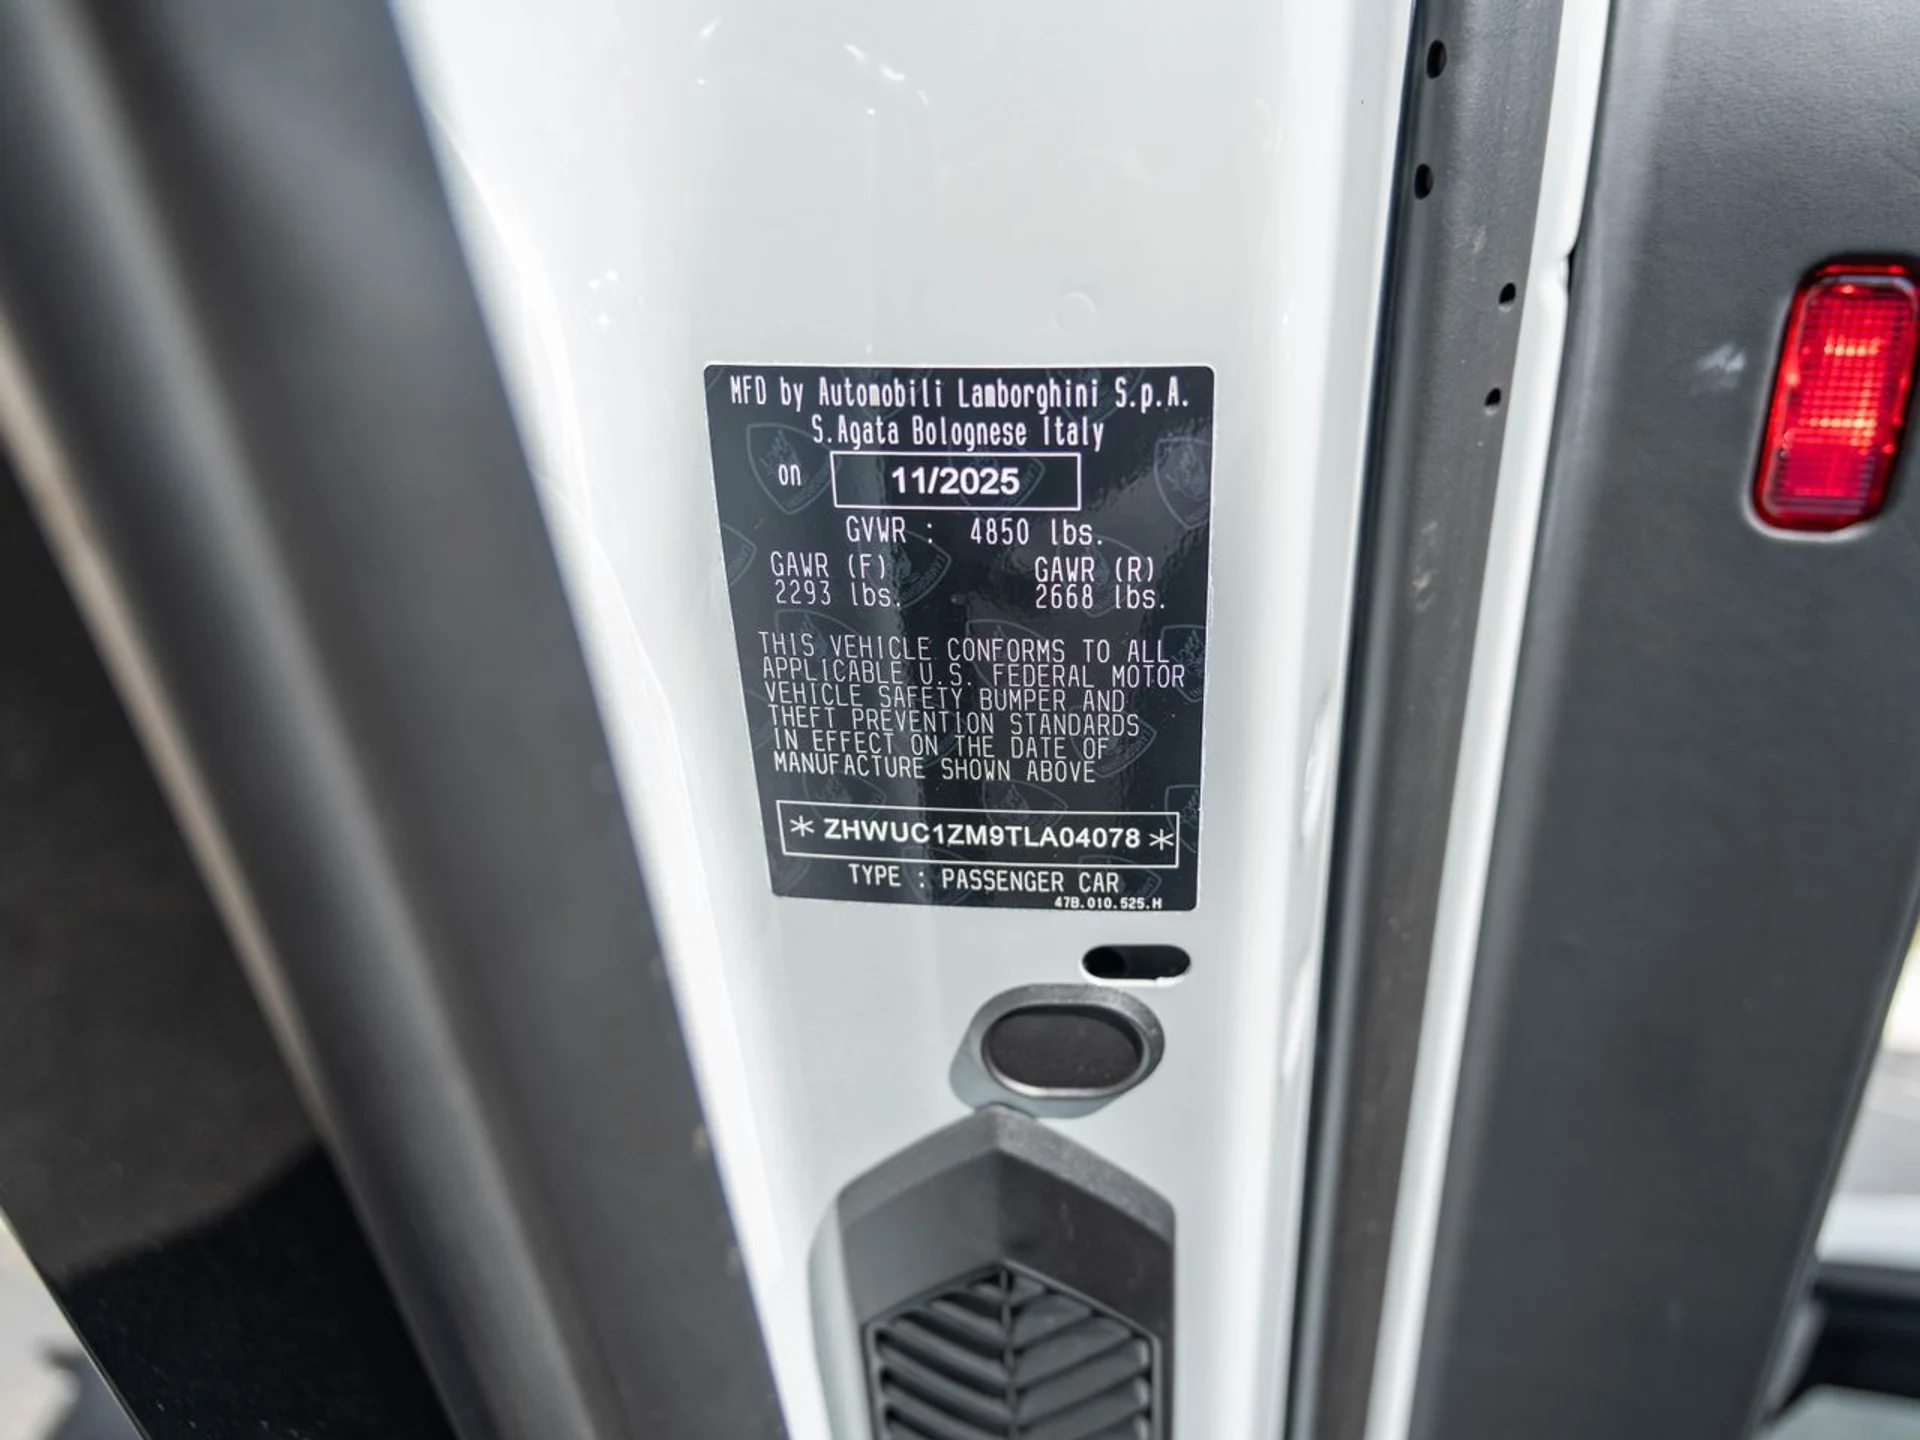 MFD by Automobili Lamborghini S.p.A.
S.Agata Bolognese Italy
on 11/2025
GVWR : 4850 lbs.
GAWR (F) GAWR (R)
2293 lbs. 2668 lbs.
THIS VEHICLE CONFORMS TO ALL
APPLICABLE U.S. FEDERAL MOTOR
VEHICLE SAFETY BUMPER AND
THEFT PREVENTION STANDARDS
IN EFFECT ON THE DATE OF
MANUFACTURE SHOWN ABOVE
* ZHWUC1ZM9TLA04078 *
TYPE : PASSENGER CAR
47B.010.525.H